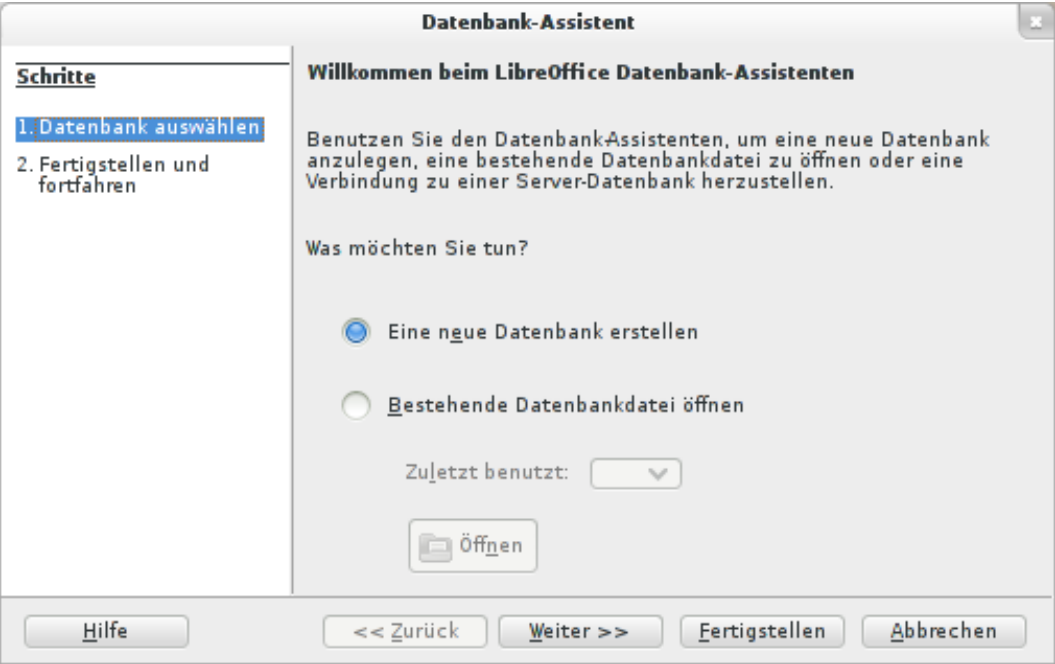 Datenbank-Assistent
Schritte
1. Datenbank auswählen
2. Fertigstellen und
fortfahren
Willkommen beim LibreOffice Datenbank-Assistenten
Benutzen Sie den Datenbank-Assistenten, um eine neue Datenbank
anzulegen, eine bestehende Datenbankdatei zu öffnen oder eine
Verbindung zu einer Server-Datenbank herzustellen.
Was möchten Sie tun?
Eine neue Datenbank erstellen
Bestehende Datenbankdatei öffnen
Zuletzt benutzt:
Öffnen
Hilfe
<< Zurück
Weiter >>
Fertigstellen
Abbrechen